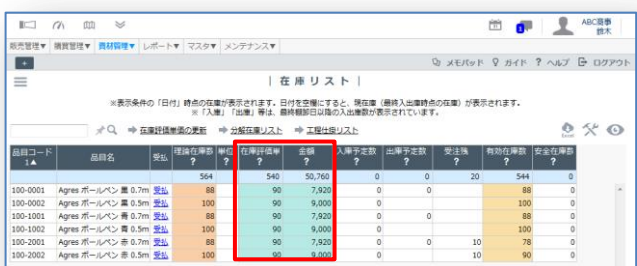 ABC商事
鈴木
販売管理▼ 購買管理▼ 資材管理▼ レポート▼ マスタ▼ メンテナンス▼
+ メモパッド ガイド ? ヘルプ ログアウト
| 在 庫 リ ス ト |
※表示条件の「日付」時点の在庫が表示されます。日付を空欄にすると、現在庫（最終入出庫時点の在庫）が表示されます。
※「入庫」「出庫」等は、最終棚卸日以降の入出庫数が表示されています。
⇒ 在庫評価単価の更新 ⇒ 分解在庫リスト ⇒ 工程仕掛リスト
品目コード 1▲ 品目名 受払 理論在庫数 ? 単位 ? 在庫評価単 ? 金額 ? 入庫予定数 ? 出庫予定数 ? 受注残 ? 有効在庫数 ? 安全在庫数 ?
564 540 50,760 0 0 20 544 0
100-0001 Agres ボールペン 黒 0.7m 受払 88 90 7,920 0 0 88 0
100-0002 Agres ボールペン 黒 0.5m 受払 100 90 9,000 0 100 0
100-1001 Agres ボールペン 青 0.7m 受払 88 90 7,920 0 0 88 0
100-1002 Agres ボールペン 青 0.5m 受払 100 90 9,000 0 100 0
100-2001 Agres ボールペン 赤 0.7m 受払 88 90 7,920 0 0 10 78 0
100-2002 Agres ボールペン 赤 0.5m 受払 100 90 9,000 0 10 90 0